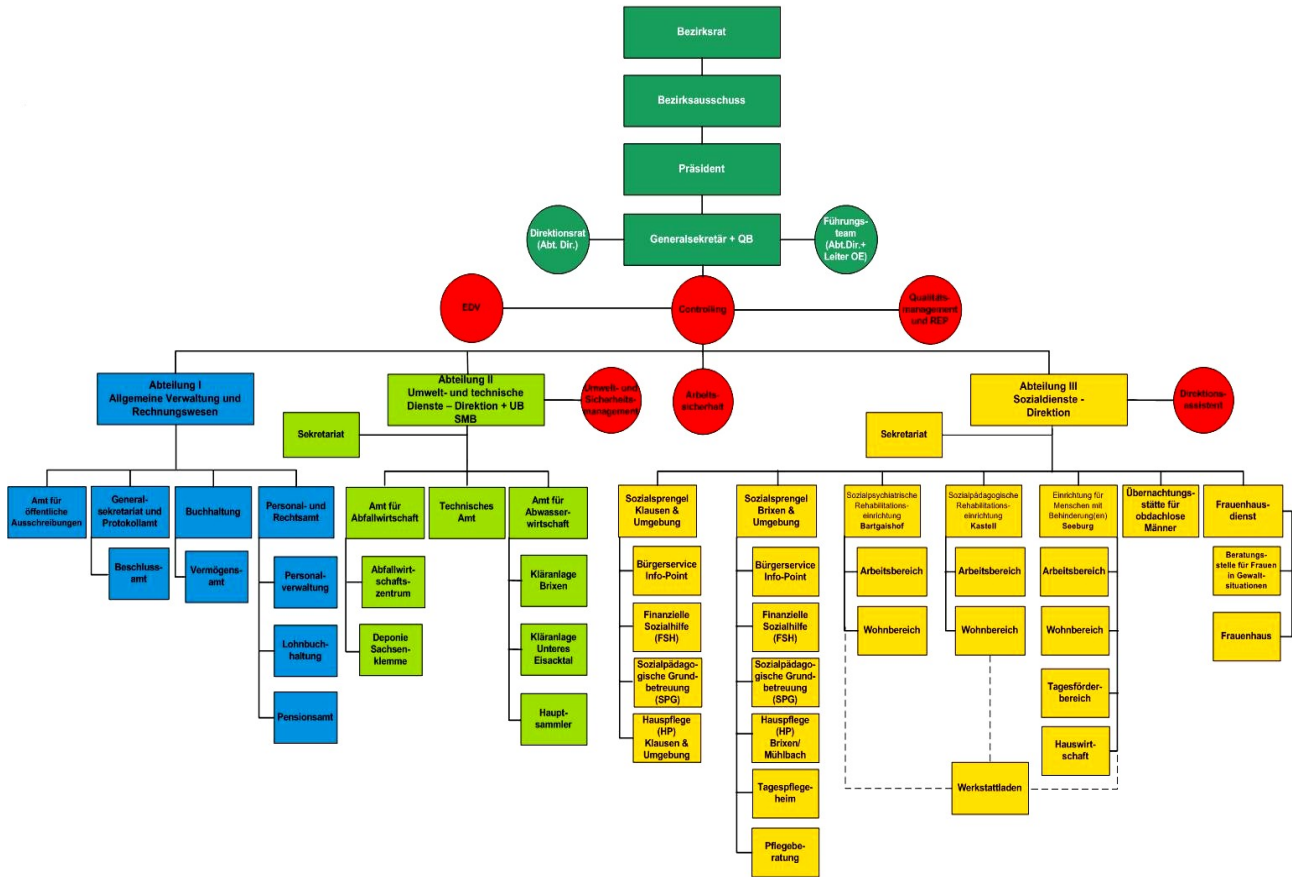 Bezirksrat
Bezirksausschuss
Präsident
Direktionsrat
(Abt. Dir.)
Generalsekretär + QB
Führungs-
team
(Abt.Dir.+
Leiter OE)
EDV
Controlling
Qualitäts-
management
und REP
Abteilung I
Allgemeine Verwaltung und
Rechnungswesen
Abteilung II
Umwelt- und technische
Dienste – Direktion + UB
SMB
Umwelt- und
Sicherheits-
management
Arbeits-
sicherheit
Abteilung III
Sozialdienste -
Direktion
Direktions-
assistent
Sekretariat
Sekretariat
Amt für
öffentliche
Ausschreibungen
General-
sekretariat und
Protokollamt
Buchhaltung
Personal- und
Rechtsamt
Amt für
Abfallwirtschaft
Technisches
Amt
Amt für
Abwasser-
wirtschaft
Sozialsprengel
Klausen &
Umgebung
Sozialsprengel
Brixen &
Umgebung
Sozialpsychiatrische
Rehabilitations-
einrichtung
Bartgaishof
Sozialpädagogische
Rehabilitations-
einrichtung
Kastell
Einrichtung für
Menschen mit
Behinderung(en)
Seeburg
Übernachtungs-
stätte für
obdachlose
Männer
Frauenhaus-
dienst
Beschluss-
amt
Vermögens-
amt
Personal-
verwaltung
Lohnbuch-
haltung
Pensionsamt
Abfallwirt-
schafts-
zentrum
Deponie
Sachsen-
klemme
Kläranlage
Brixen
Kläranlage
Unteres
Eisacktal
Haupt-
sammler
Bürgerservice
Info-Point
Finanzielle
Sozialhilfe
(FSH)
Sozialpädag-
ogische Grund-
betreuung
(SPG)
Hauspflege
(HP)
Klausen &
Umgebung
Bürgerservice
Info-Point
Finanzielle
Sozialhilfe
(FSH)
Sozialpädag-
ogische Grund-
betreuung
(SPG)
Hauspflege
(HP)
Brixen/
Mühlbach
Tagespflege-
heim
Pflegebe-
ratung
Arbeitsbereich
Wohnbereich
Arbeitsbereich
Wohnbereich
Arbeitsbereich
Wohnbereich
Tagesförder-
bereich
Hauswirt-
schaft
Werkstattladen
Beratungs-
stelle für Frauen
in Gewalt-
situationen
Frauenhaus